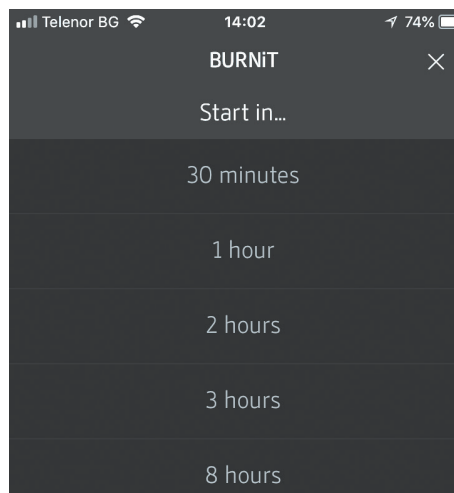 Telenor BG 14:02 74%
BURNiT
Start in...
30 minutes
1 hour
2 hours
3 hours
8 hours